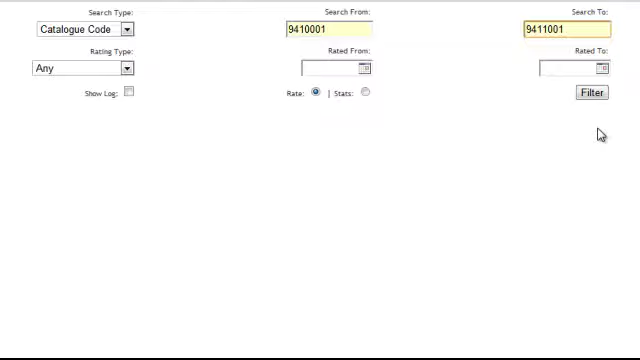 Search Type: Search From: Search To:
Catalogue Code 9410001 9411001
Rating Type: Rated From: Rated To:
Any
Show Log: Rate: | Stats: Filter